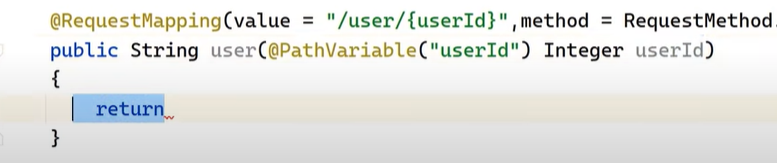 @RequestMapping(value = "/user/{userId}",method = RequestMethod.
public String user(@PathVariable("userId") Integer userId)
{
return
}